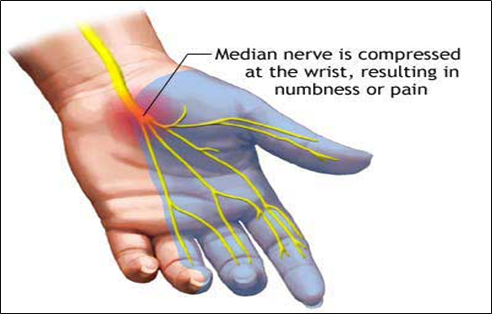 Median nerve is compressed
at the wrist, resulting in
numbness or pain